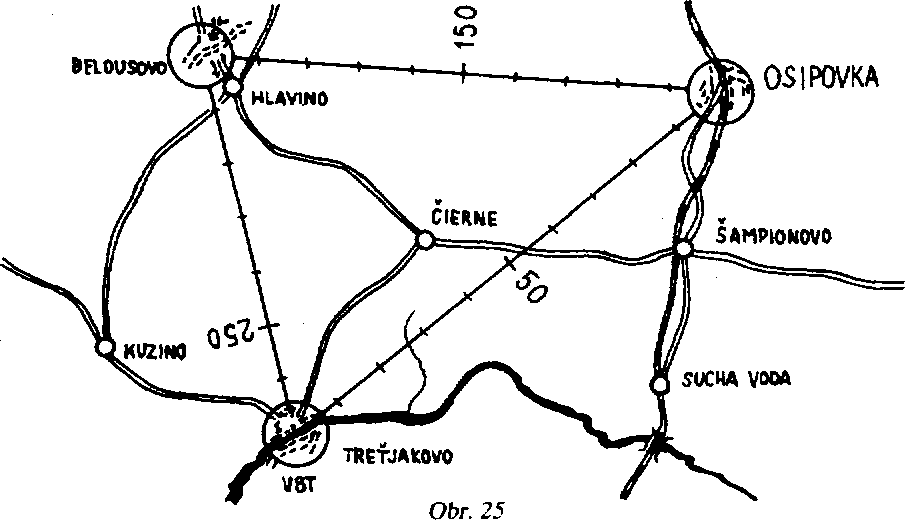 150
BELOUSOVO
OSIPOVKA
HLAVINO
ČIERNE
ŠAMPIONOVO
50
250
KUZINO
SUCHA VODA
TREŤJAKOVO
VBT
Obr. 25